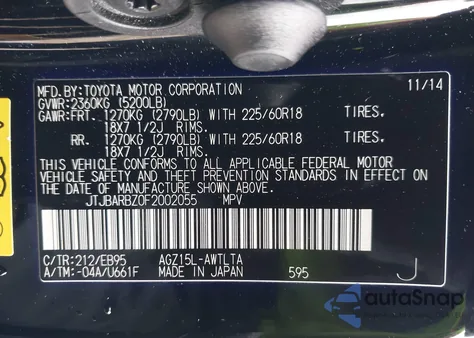 MFD.BY:TOYOTA MOTOR CORPORATION 11/14
GVWR:2360KG (5200LB)
GAWR:FRT. 1270KG (2790LB) WITH 225/60R18 TIRES,
18X7 1/2J RIMS.
RR. 1270KG (2790LB) WITH 225/60R18 TIRES,
18X7 1/2J RIMS.
THIS VEHICLE CONFORMS TO ALL APPLICABLE FEDERAL MOTOR
VEHICLE SAFETY AND THEFT PREVENTION STANDARDS IN EFFECT ON
THE DATE OF MANUFACTURE SHOWN ABOVE.
JTJBARBZ0F2002055 MPV
C/TR:212/EB95 AGZ15L-AWTLTA
A/TM:-04A/U661F MADE IN JAPAN 595 J
autaSnap